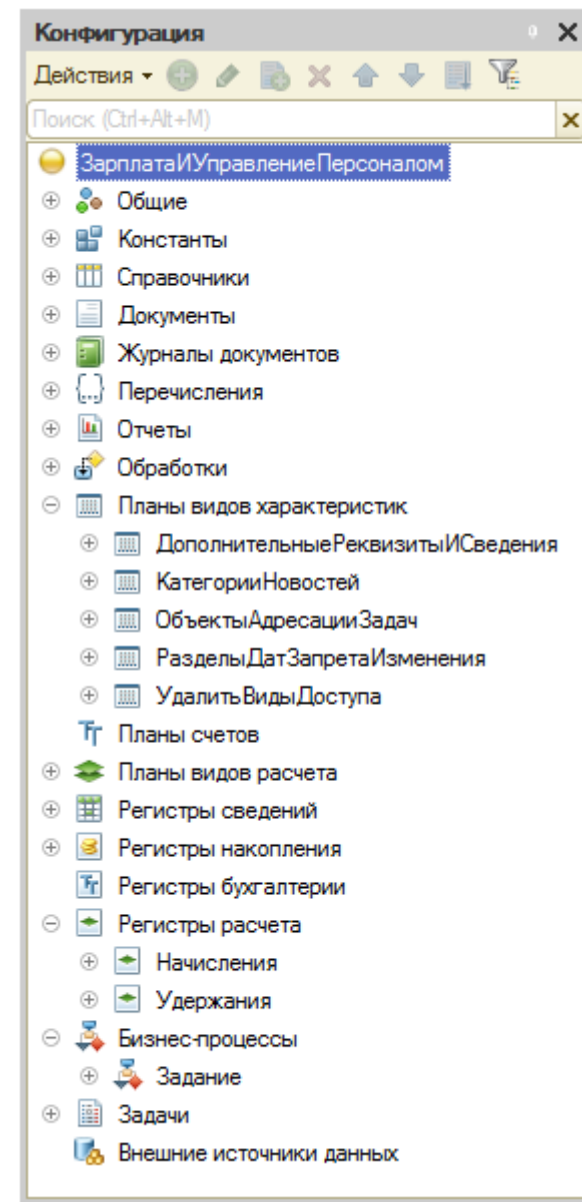 Конфигурация
Действия
Поиск (Ctrl+Alt+M)
ЗарплатаИУправлениеПерсоналом
Общие
Константы
Справочники
Документы
Журналы документов
Перечисления
Отчеты
Обработки
Планы видов характеристик
ДополнительныеРеквизитыИСведения
КатегорииНовостей
ОбъектыАдресацииЗадач
РазделыДатЗапретаИзменения
УдалитьВидыДоступа
Планы счетов
Планы видов расчета
Регистры сведений
Регистры накопления
Регистры бухгалтерии
Регистры расчета
Начисления
Удержания
Бизнес-процессы
Задание
Задачи
Внешние источники данных